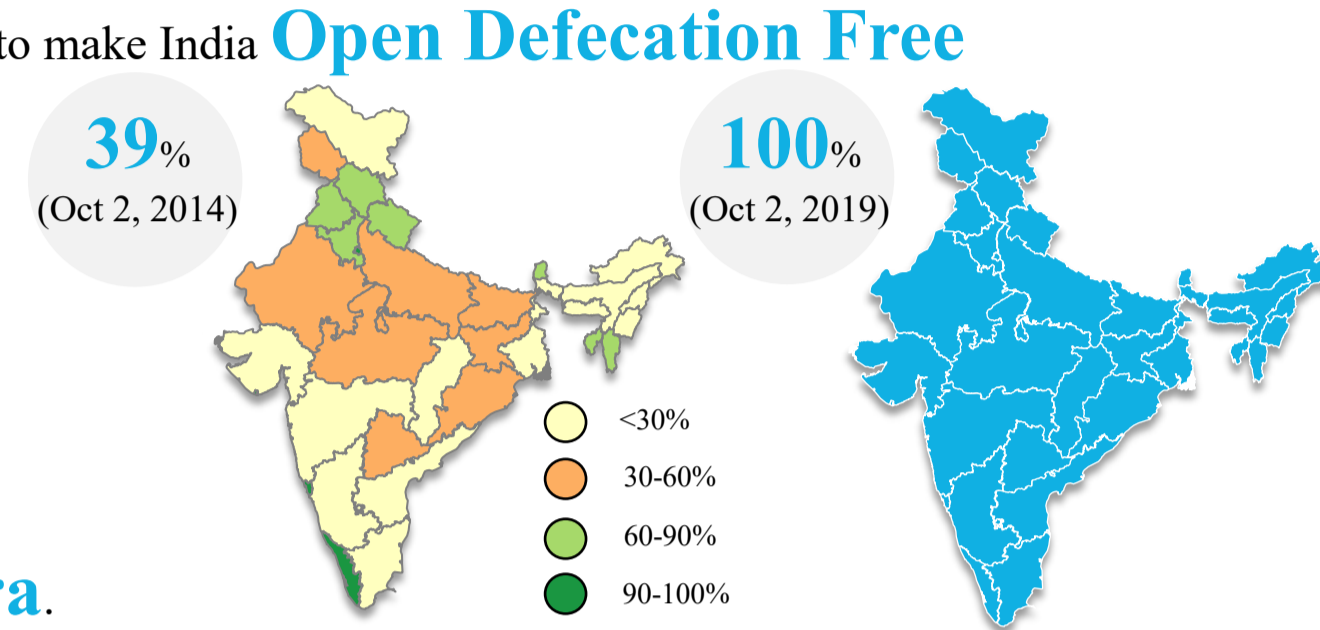 to make India Open Defecation Free
39%
(Oct 2, 2014)
100%
(Oct 2, 2019)
<30%
30-60%
60-90%
90-100%
ra.